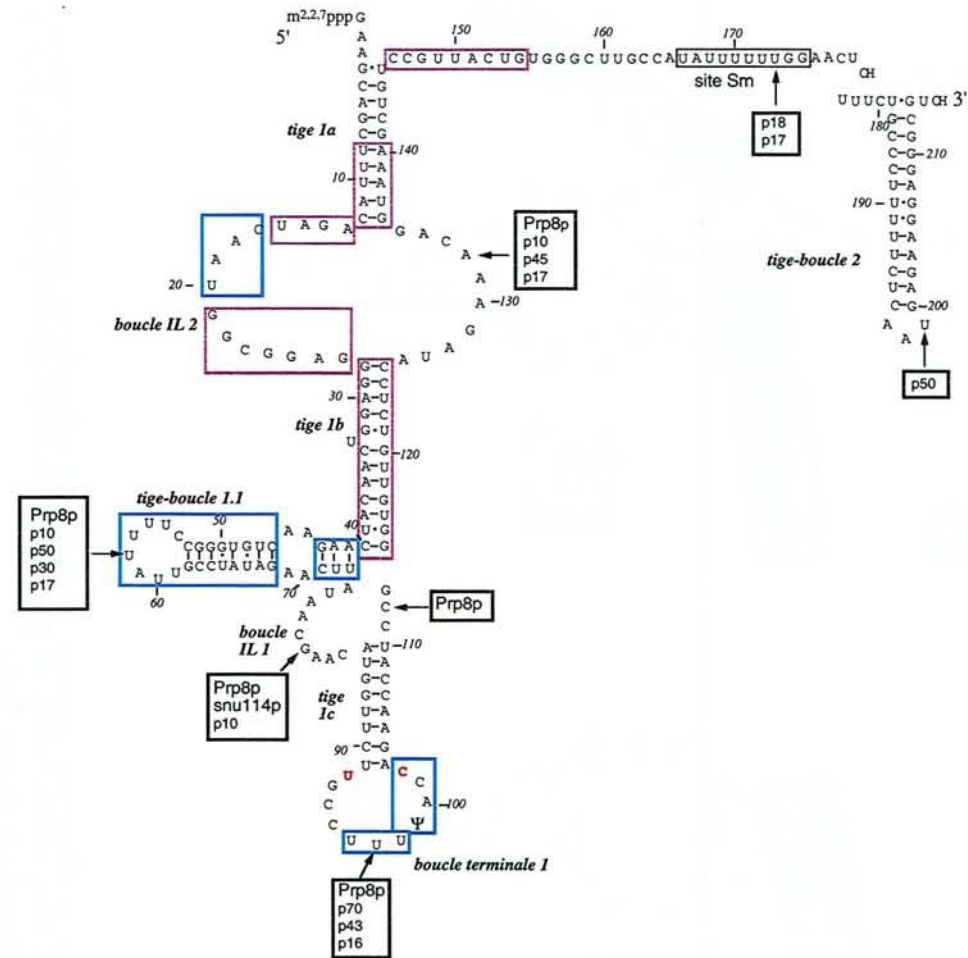 m2,2,7ppp G
5'
A
A
G·U
C C G U U A C U G U G G G C U U G C C A U A U U U U U U G G A A C U OH
150
160
170
site Sm
p18
p17
U U U C U · G U OH 3'
180
210
190
200
tige-boucle 2
A
A
U
p50
tige 1a
140
10
C A U U U
G U A A A
A G A U C
A
A
U
20
G A C A
A
A
130
G
A
U
A
Prp8p
p10
p45
p17
boucle IL 2
G
C G G A G G
30
tige 1b
U
120
40
tige-boucle 1.1
50
60
70
C G G G U G U C A A G A A C
U U U C
U A U U G C C U A U A G A A C U U
Prp8p
p10
p50
p30
p17
A U A A C G A A C
G C C
Prp8p
110
boucle
IL 1
Prp8p
snu114p
p10
tige
1c
A–U
U–A
G–C
G–C
U–A
U–A
C–G
U A
90
U
G
C
C
C
C
A
100
Ψ
U U U
boucle terminale 1
Prp8p
p70
p43
p16